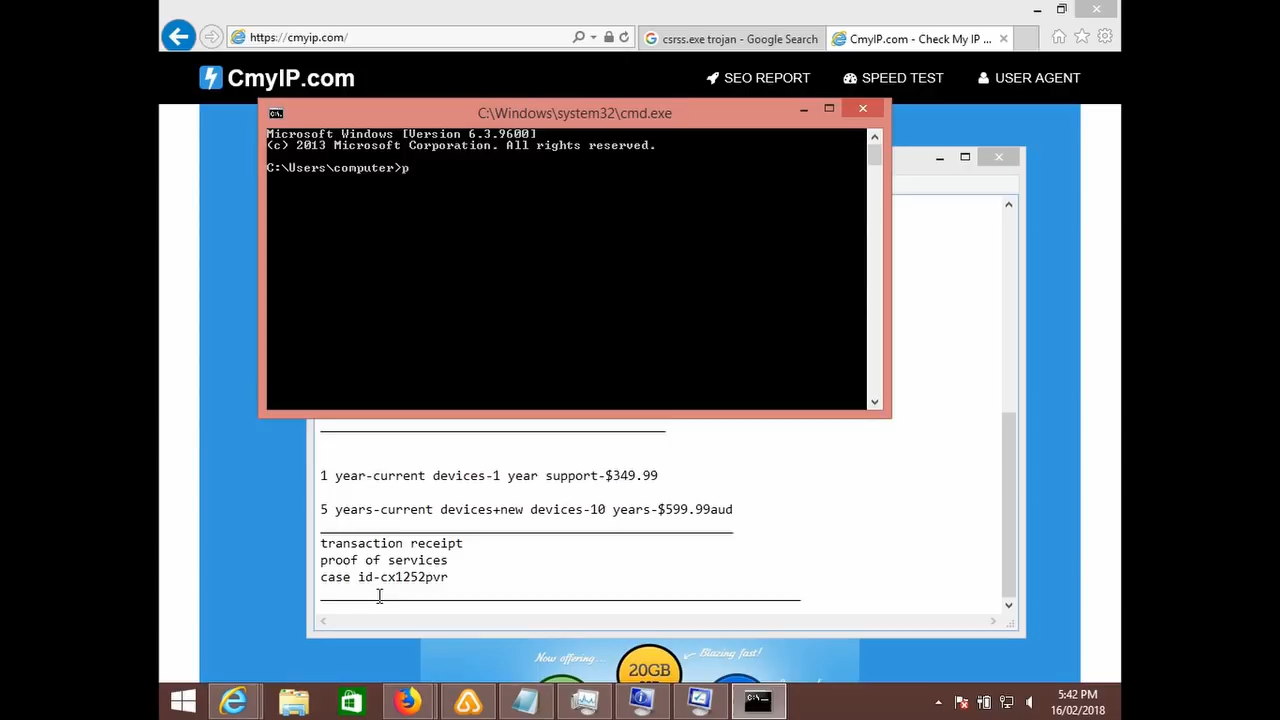 https://cmyip.com/
csrss.exe trojan - Google Search
CmyIP.com - Check My IP ...
CmyIP.com
SEO REPORT
SPEED TEST
USER AGENT
C:\Windows\system32\cmd.exe
Microsoft Windows [Version 6.3.9600]
(c) 2013 Microsoft Corporation. All rights reserved.
C:\Users\computer>p
1 year-current devices-1 year support-$349.99
5 years-current devices+new devices-10 years-$599.99aud
transaction receipt
proof of services
case id-cx1252pvr
Now offering...
Blazing fast!
20GB
5:42 PM
16/02/2018